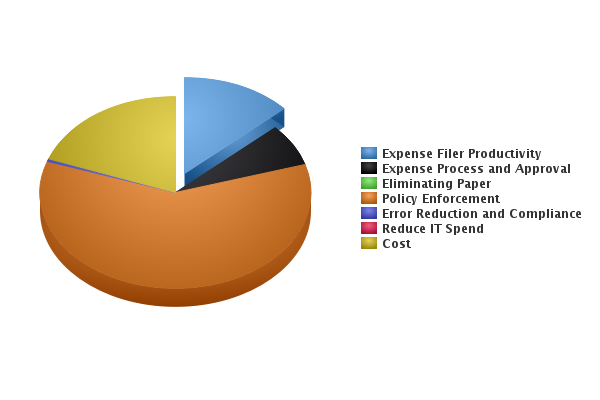 Expense Filer Productivity
Expense Process and Approval
Eliminating Paper
Policy Enforcement
Error Reduction and Compliance
Reduce IT Spend
Cost